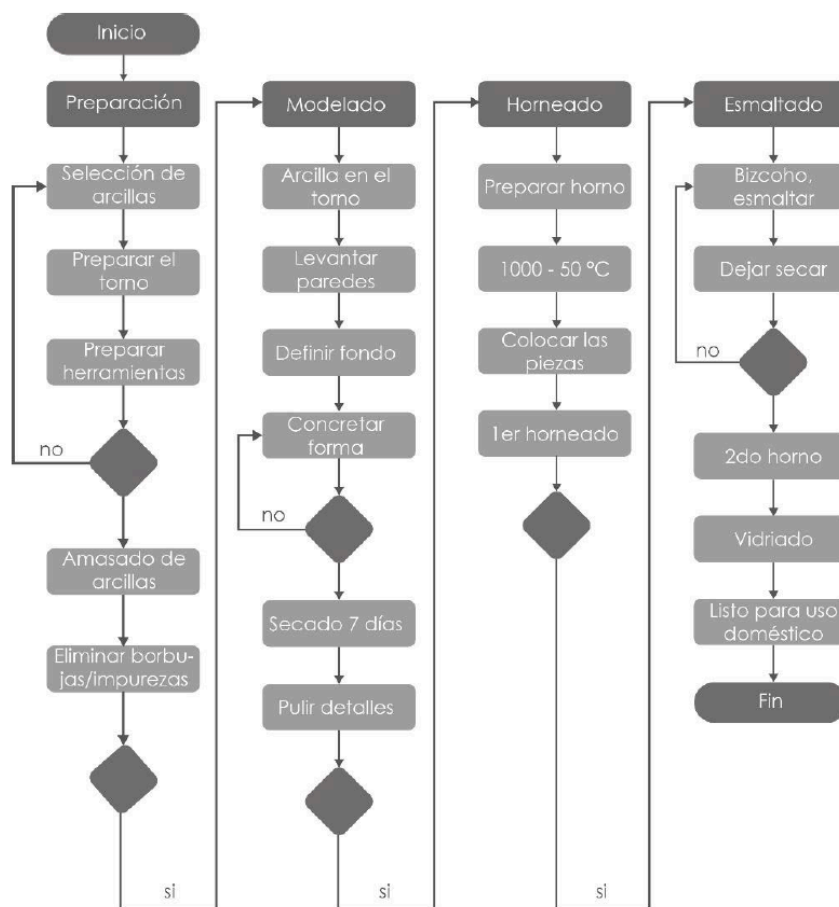 Inicio
Preparación
Selección de
arcillas
Preparar el
torno
Preparar
herramientas
no
Amasado de
arcillas
Eliminar borbu-
jas/impurezas
si
Modelado
Arcilla en el
torno
Levantar
paredes
Definir fondo
Concretar
forma
no
Secado 7 días
Pulir detalles
si
Horneado
Preparar horno
1000 - 50 °C
Colocar las
piezas
1er horneado
si
Esmaltado
Bizcoho,
esmaltar
Dejar secar
no
2do horno
Vidriado
Listo para uso
doméstico
Fin